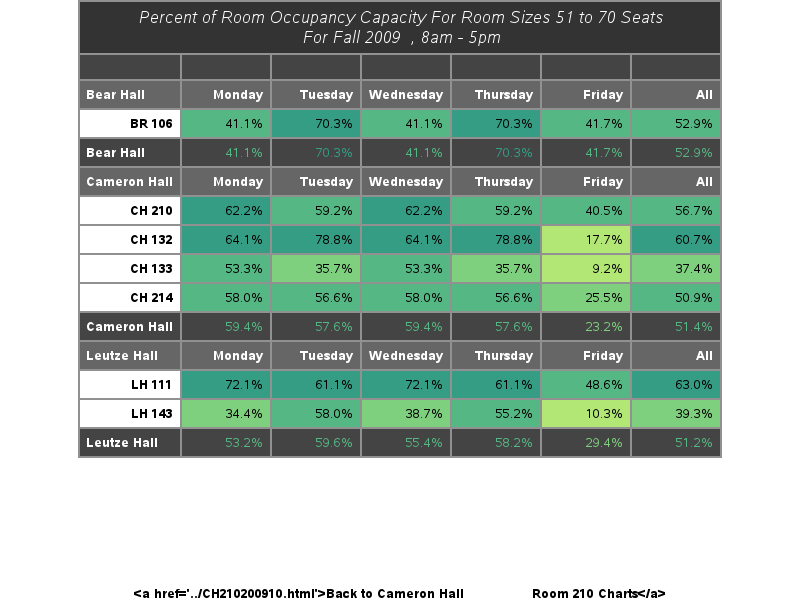 Percent of Room Occupancy Capacity For Room Sizes 51 to 70 Seats
For Fall 2009 , 8am - 5pm
Bear Hall Monday Tuesday Wednesday Thursday Friday All
BR 106 41.1% 70.3% 41.1% 70.3% 41.7% 52.9%
Bear Hall 41.1% 70.3% 41.1% 70.3% 41.7% 52.9%
Cameron Hall Monday Tuesday Wednesday Thursday Friday All
CH 210 62.2% 59.2% 62.2% 59.2% 40.5% 56.7%
CH 132 64.1% 78.8% 64.1% 78.8% 17.7% 60.7%
CH 133 53.3% 35.7% 53.3% 35.7% 9.2% 37.4%
CH 214 58.0% 56.6% 58.0% 56.6% 25.5% 50.9%
Cameron Hall 59.4% 57.6% 59.4% 57.6% 23.2% 51.4%
Leutze Hall Monday Tuesday Wednesday Thursday Friday All
LH 111 72.1% 61.1% 72.1% 61.1% 48.6% 63.0%
LH 143 34.4% 58.0% 38.7% 55.2% 10.3% 39.3%
Leutze Hall 53.2% 59.6% 55.4% 58.2% 29.4% 51.2%
<a href='../CH210200910.html'>Back to Cameron Hall Room 210 Charts</a>